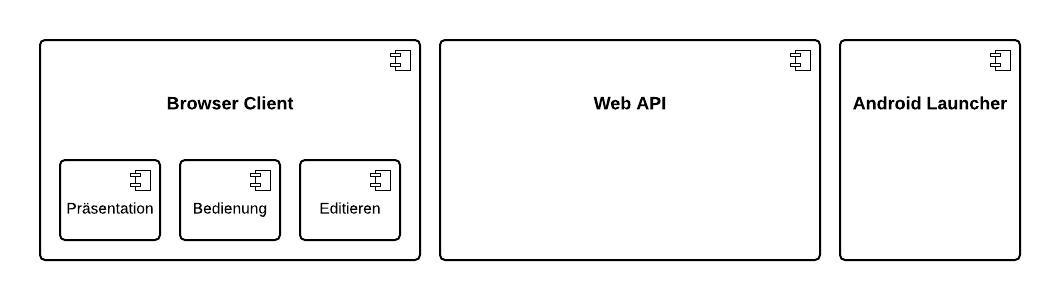 Browser Client
Web API
Android Launcher
Präsentation
Bedienung
Editieren